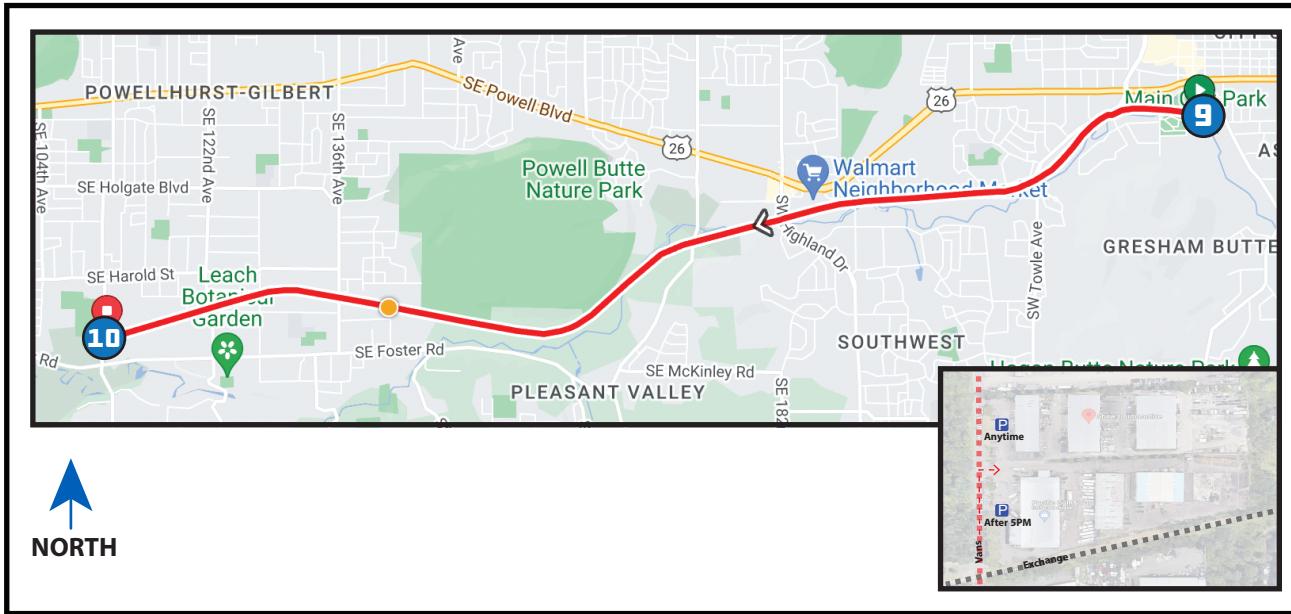 CITY
POWELLHURST-GILBERT
Ave
SE Powell Blvd
26
26
Main City Park
9
SE 104th Ave
SE 122nd Ave
SE 136th Ave
SE Holgate Blvd
Powell Butte
Nature Park
Walmart
Neighborhood Market
SW Highland Dr
SW Towle Ave
GRESHAM BUTTE
SE Harold St
Leach
Botanical
Garden
10
Rd
SE Foster Rd
SE McKinley Rd
SE 182
SOUTHWEST
PLEASANT VALLEY
Hogan Butte Nature Park
P
Anytime
P
After 5PM
Vans
Exchange
NORTH